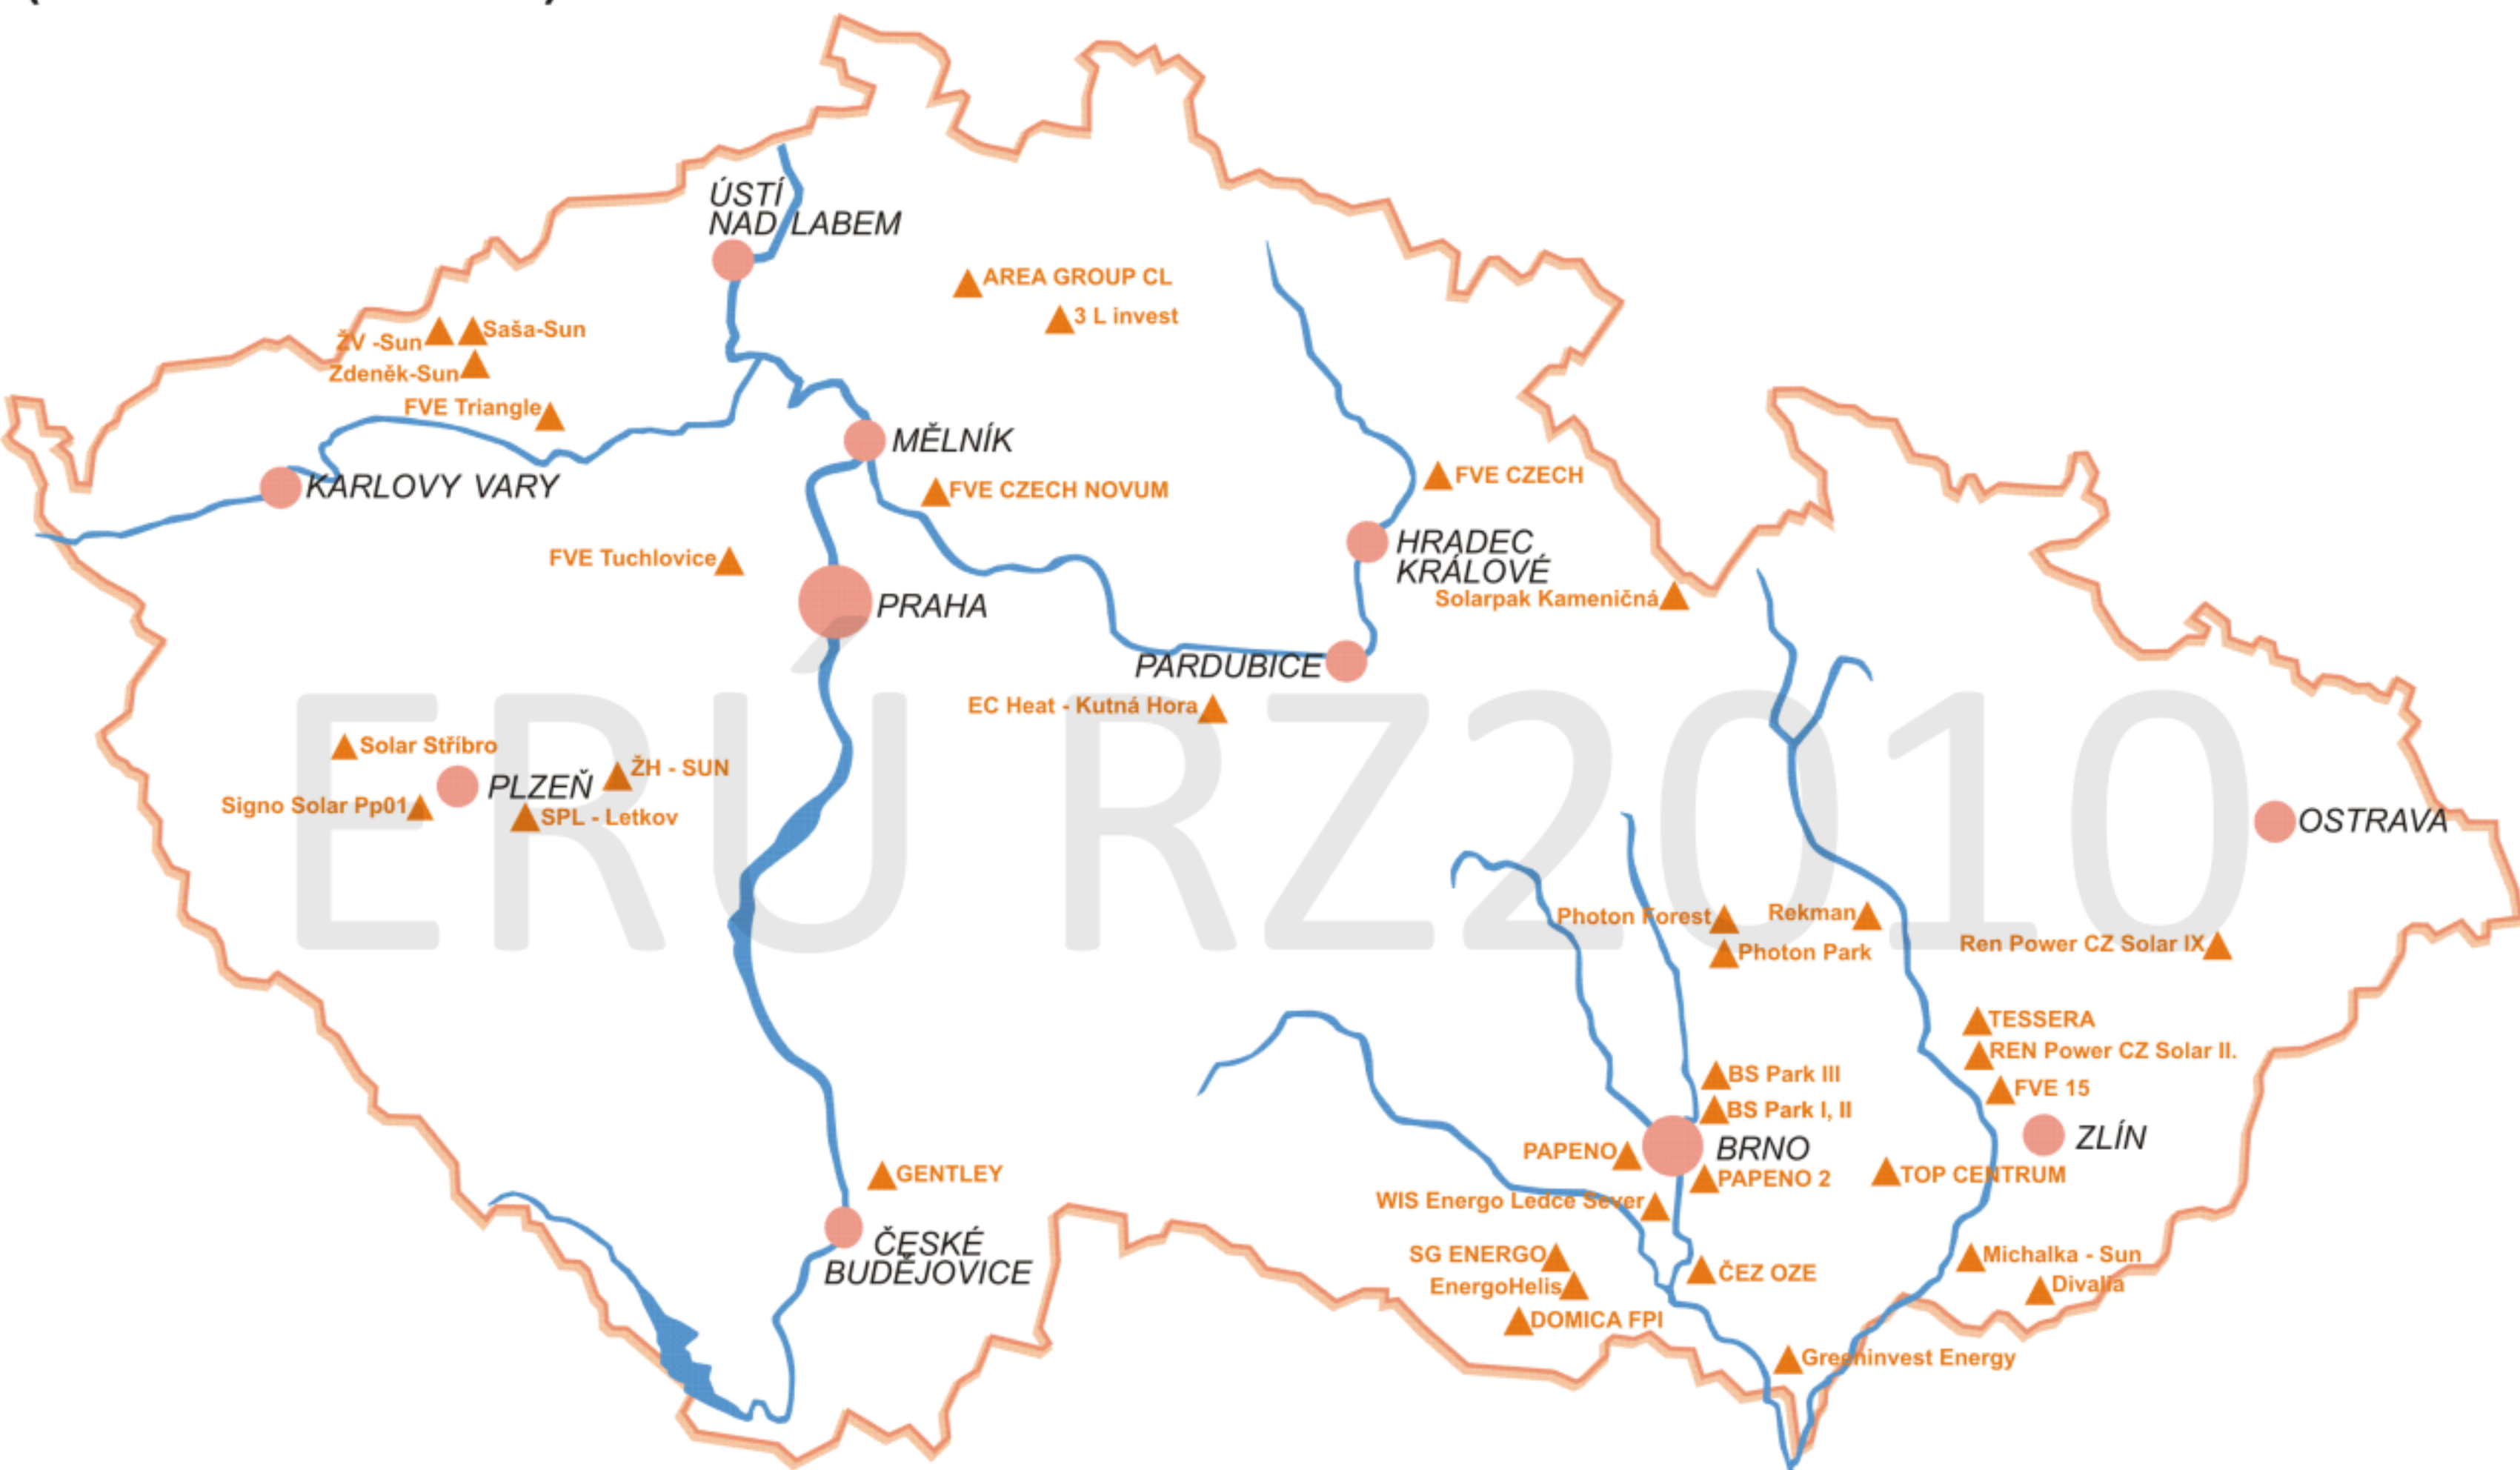 ÚSTÍ
NAD LABEM
AREA GROUP CL
3 L invest
Saša-Sun
ŽV -Sun
Zdeněk-Sun
FVE Triangle
MĚLNÍK
KARLOVY VARY
FVE CZECH NOVUM
FVE CZECH
HRADEC
KRÁLOVÉ
FVE Tuchlovice
PRAHA
Solarpak Kameničná
PARDUBICE
EC Heat - Kutná Hora
ERÚ RZ2010
Solar Stříbro
ŽH - SUN
PLZEŇ
Signo Solar Pp01
SPL - Letkov
OSTRAVA
Photon Forest
Rekman
Photon Park
Ren Power CZ Solar IX
TESSERA
REN Power CZ Solar II.
BS Park III
FVE 15
BS Park I, II
ZLÍN
PAPENO
BRNO
GENTLEY
PAPENO 2
TOP CENTRUM
WIS Energo Ledce Sever
ČESKÉ
BUDĚJOVICE
SG ENERGO
Michalka - Sun
ČEZ OZE
EnergoHelis
Divalia
DOMICA FPI
Greeninvest Energy